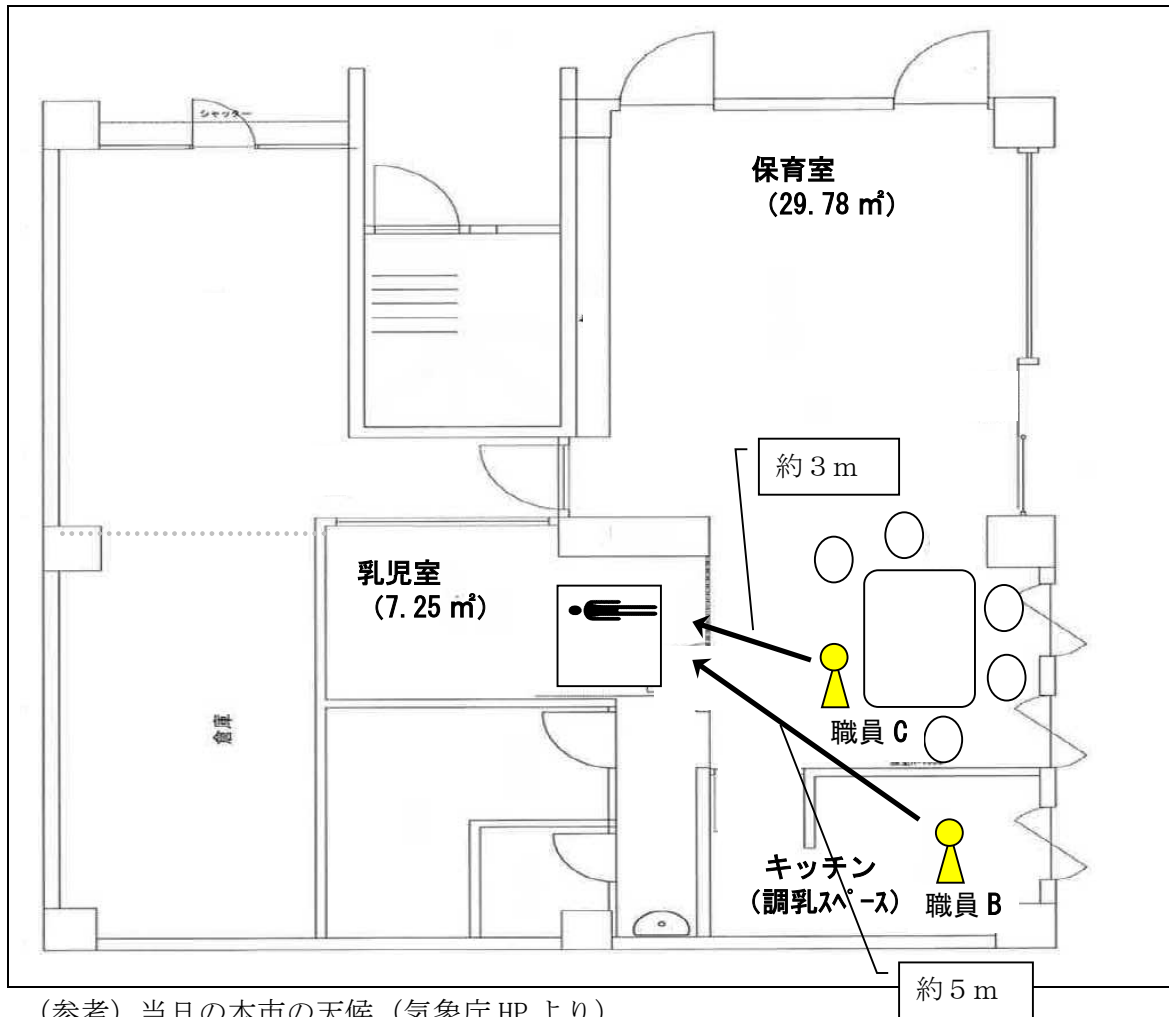 シャッター
保育室
（29.78 ㎡）
約３ｍ
乳児室
（7.25 ㎡）
倉庫
職員 C
キッチン
（調乳スペース）
職員 B
約５ｍ
（参考）当日の本市の天候（気象庁 HP より）